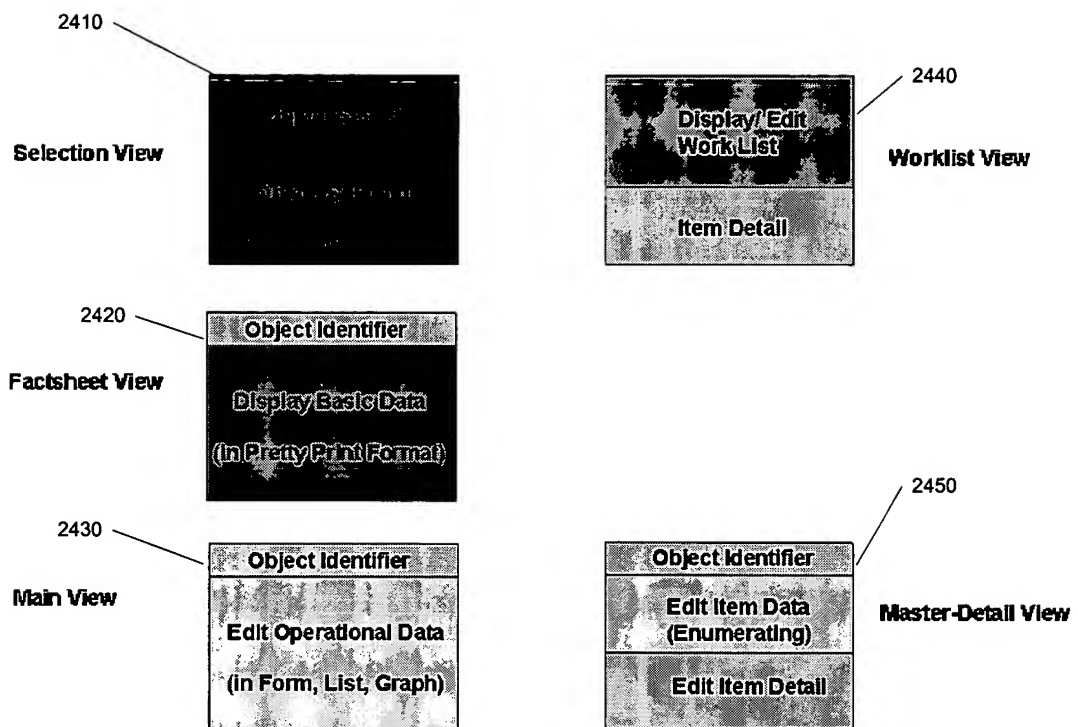 2410
Selection View
2440
Display/ Edit
Work List
Item Detail
Worklist View
2420
Factsheet View
Object Identifier
Display Basic Data
(in Pretty Print Format)
2430
Main View
Object Identifier
Edit Operational Data
(in Form, List, Graph)
2450
Object Identifier
Edit Item Data
(Enumerating)
Edit Item Detail
Master-Detail View